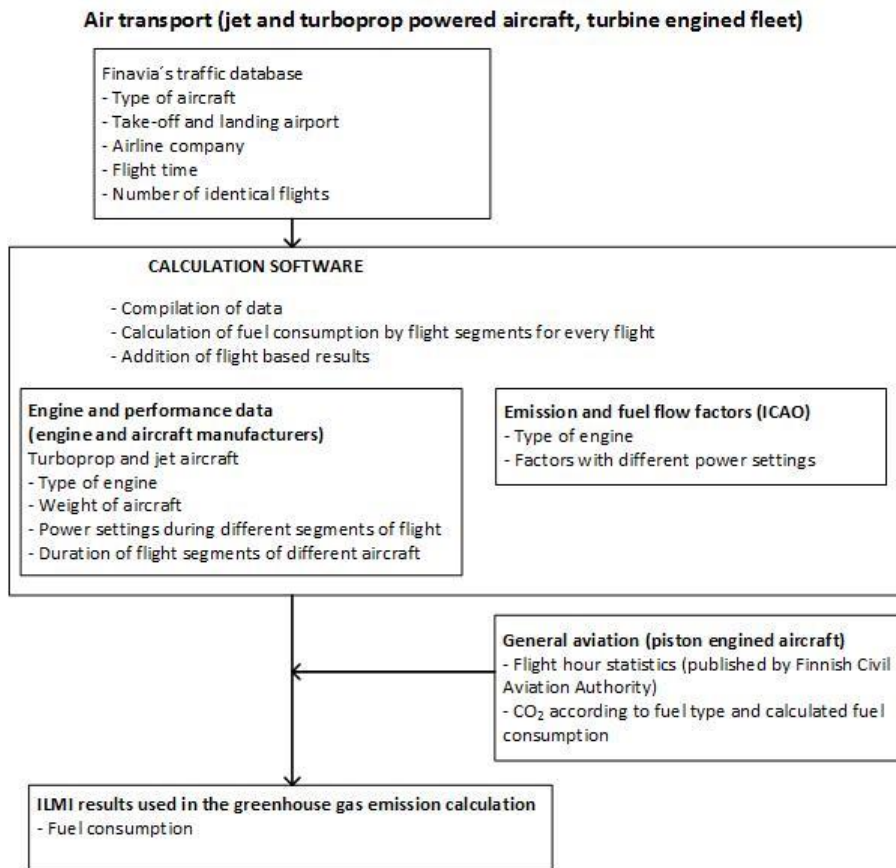 Air transport (jet and turboprop powered aircraft, turbine engined fleet)
Finavia´s traffic database
- Type of aircraft
- Take-off and landing airport
- Airline company
- Flight time
- Number of identical flights
CALCULATION SOFTWARE
- Compilation of data
- Calculation of fuel consumption by flight segments for every flight
- Addition of flight based results
Engine and performance data
(engine and aircraft manufacturers)
Turboprop and jet aircraft
- Type of engine
- Weight of aircraft
- Power settings during different segments of flight
- Duration of flight segments of different aircraft
Emission and fuel flow factors (ICAO)
- Type of engine
- Factors with different power settings
General aviation (piston engined aircraft)
- Flight hour statistics (published by Finnish Civil
Aviation Authority)
- CO₂ according to fuel type and calculated fuel
consumption
ILMI results used in the greenhouse gas emission calculation
- Fuel consumption